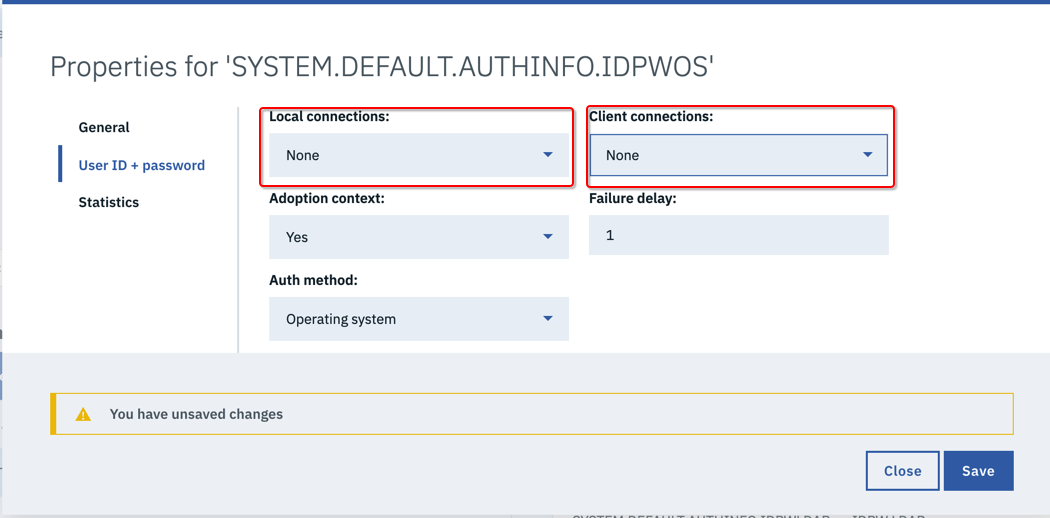 Properties for 'SYSTEM.DEFAULT.AUTHINFO.IDPWOS'
General
User ID + password
Statistics
Local connections:
None
Client connections:
None
Adoption context:
Yes
Failure delay:
1
Auth method:
Operating system
You have unsaved changes
Close
Save